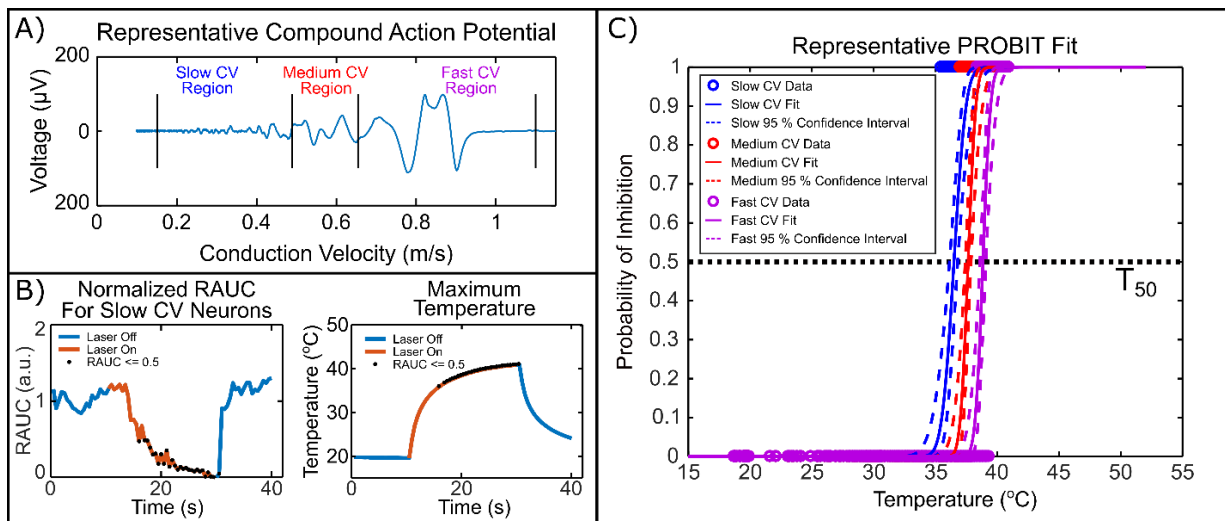 A)
Representative Compound Action Potential
200
0
200
Voltage (µV)
Slow CV
Region
Medium CV
Region
Fast CV
Region
0
0.2
0.4
0.6
0.8
1
Conduction Velocity (m/s)
B)
Normalized RAUC
For Slow CV Neurons
Laser Off
Laser On
RAUC <= 0.5
2
1
0
RAUC (a.u.)
0
20
40
Time (s)
Maximum
Temperature
Laser Off
Laser On
RAUC <= 0.5
50
40
30
20
Temperature (ºC)
0
20
40
Time (s)
C)
Representative PROBIT Fit
1
0.9
0.8
0.7
0.6
0.5
0.4
0.3
0.2
0.1
0
Probability of Inhibition
Slow CV Data
Slow CV Fit
Slow 95 % Confidence Interval
Medium CV Data
Medium CV Fit
Medium 95 % Confidence Interval
Fast CV Data
Fast CV Fit
Fast 95 % Confidence Interval
T50
15
20
25
30
35
40
45
50
55
Temperature (ºC)